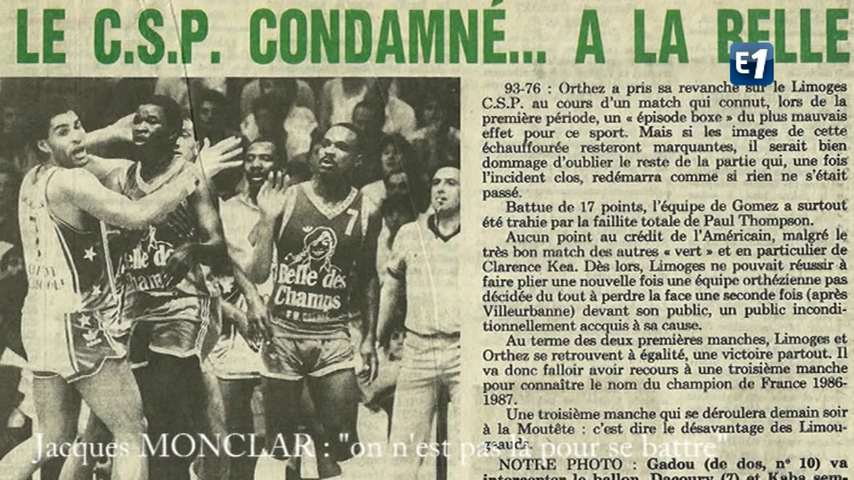 LE C.S.P. CONDAMNÉ... A LA BELLE
E1
93-76 : Orthez a pris sa revanche sur le Limoges
C.S.P. au cours d'un match qui connut, lors de la
première période, un « épisode boxe » du plus mauvais
effet pour ce sport. Mais si les images de cette
échauffourée resteront marquantes, il serait bien
dommage d'oublier le reste de la partie qui, une fois
l'incident clos, redémarra comme si rien ne s'était
passé.
Battue de 17 points, l'équipe de Gomez a surtout
été trahie par la faillite totale de Paul Thompson.
Aucun point au crédit de l'Américain, malgré le
très bon match des autres « vert » et en particulier de
Clarence Kea. Dès lors, Limoges ne pouvait réussir à
faire plier une nouvelle fois une équipe orthézienne pas
décidée du tout à perdre la face une seconde fois (après
Villeurbanne) devant son public, un public incondi-
tionnellement accquis à sa cause.
Au terme des deux premières manches, Limoges et
Orthez se retrouvent à égalité, une victoire partout. Il
va donc falloir avoir recours à une troisième manche
pour connaître le nom du champion de France 1986-
1987.
Une troisième manche qui se déroulera demain soir
à la Moutête : c'est dire le désavantage des Limou-
geauds.
NOTRE PHOTO : Gadou (de dos, n° 10) va
intercepter le ballon, Dacoury (7) et Kaba sem-
Belle des
Champs
7
Belle des
Champs
Jacques MONCLAR : "on n'est pas là pour se battre"